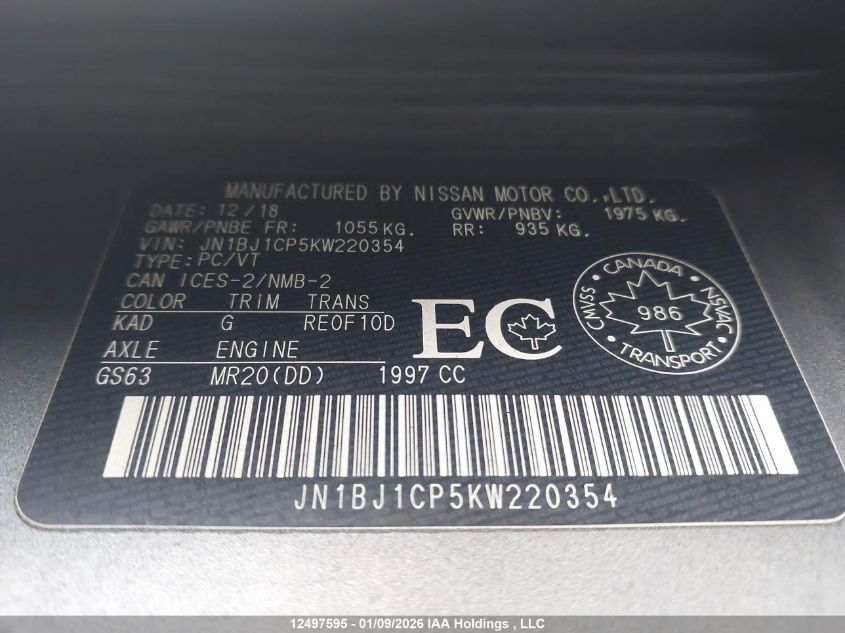 MANUFACTURED BY NISSAN MOTOR CO.,LTD.
DATE: 12/18 GVWR/PNBV: 1975 KG.
GAWR/PNBE FR: 1055 KG. RR: 935 KG.
VIN: JN1BJ1CP5KW220354
TYPE: PC/VT
CAN ICES-2/NMB-2
COLOR TRIM TRANS
KAD G RE0F10D
AXLE ENGINE
GS63 MR20(DD) 1997 CC
EC
CANADA
CMVSS 986 NSVAC
TRANSPORT
JN1BJ1CP5KW220354
12497595 - 01/09/2026 IAA Holdings , LLC